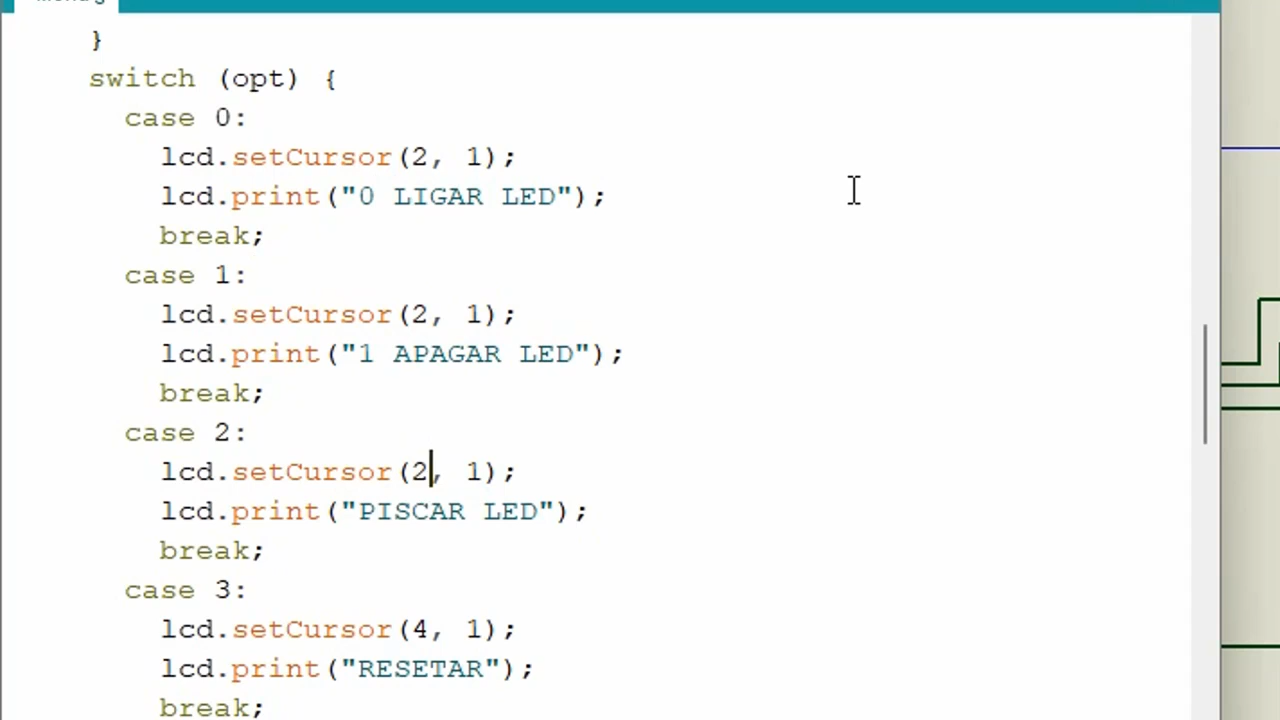 }
switch (opt) {
case 0:
lcd.setCursor(2, 1);
lcd.print("0 LIGAR LED");
break;
case 1:
lcd.setCursor(2, 1);
lcd.print("1 APAGAR LED");
break;
case 2:
lcd.setCursor(2, 1);
lcd.print("PISCAR LED");
break;
case 3:
lcd.setCursor(4, 1);
lcd.print("RESETAR");
break;